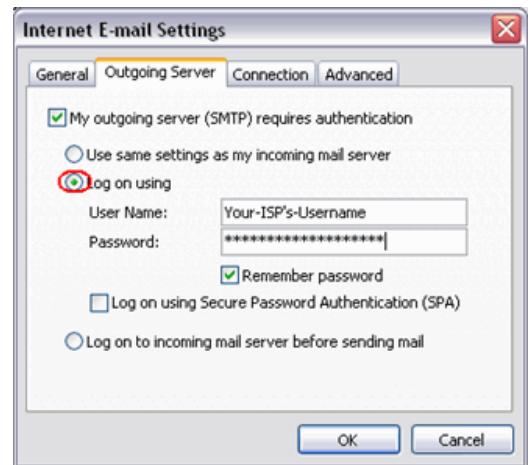 Internet E-mail Settings
General Outgoing Server Connection Advanced
My outgoing server (SMTP) requires authentication
Use same settings as my incoming mail server
Log on using
User Name: Your-ISP's-Username
Password: *******************
Remember password
Log on using Secure Password Authentication (SPA)
Log on to incoming mail server before sending mail
OK Cancel